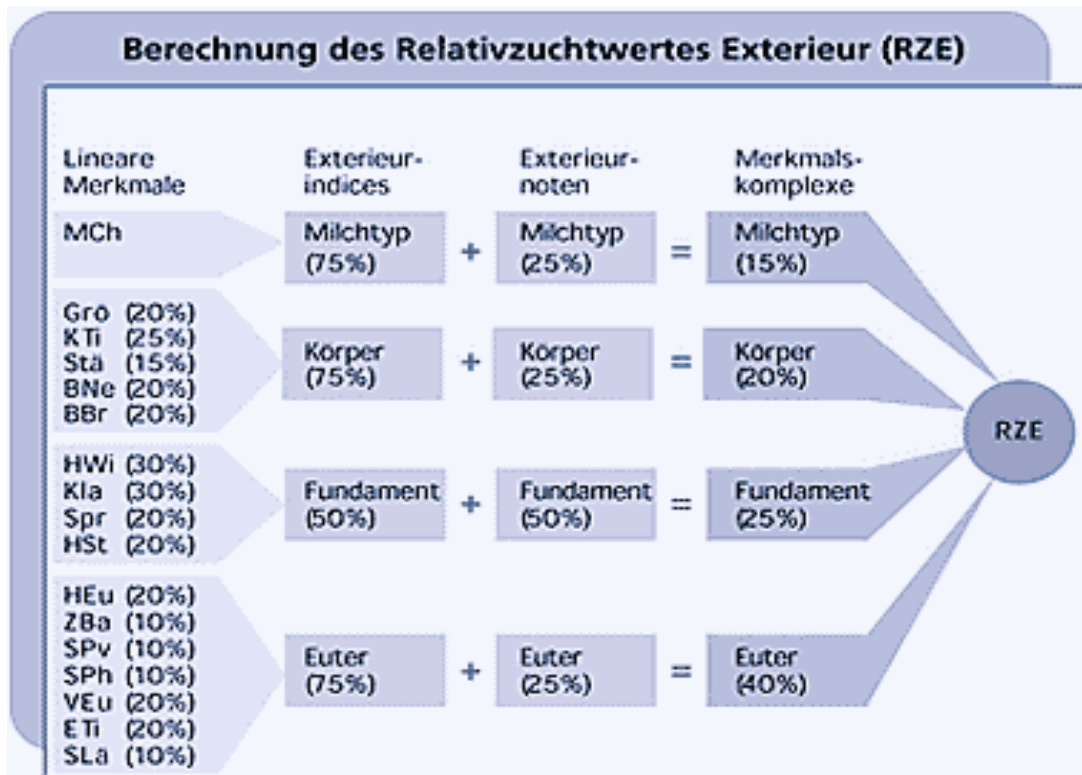 Berechnung des Relativzuchtwertes Exterieur (RZE)
Lineare
Merkmale
Exterieur-
indices
Exterieur-
noten
Merkmals-
komplexe
MCh
Milchtyp
(75%)
+
Milchtyp
(25%)
=
Milchtyp
(15%)
Grö (20%)
KTi (25%)
Stä (15%)
BNe (20%)
BBr (20%)
Körper
(75%)
+
Körper
(25%)
=
Körper
(20%)
HWi (30%)
Kla (30%)
Spr (20%)
HSt (20%)
Fundament
(50%)
+
Fundament
(50%)
=
Fundament
(25%)
HEu (20%)
ZBa (10%)
SPv (10%)
SPh (10%)
VEu (20%)
ETi (20%)
SLa (10%)
Euter
(75%)
+
Euter
(25%)
=
Euter
(40%)
RZE